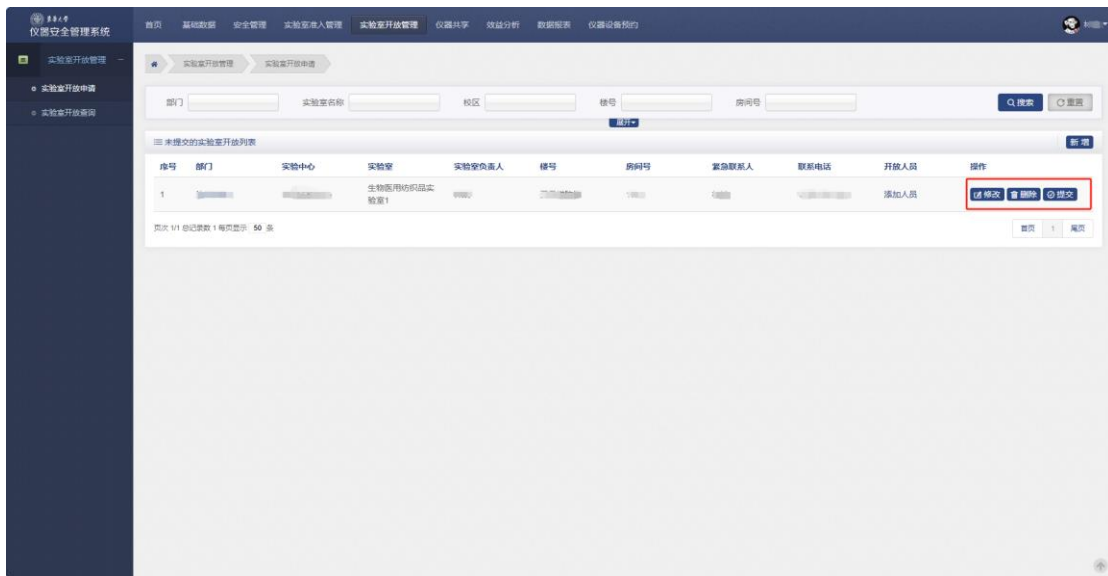 仪器安全管理系统
首页 基础数据 安全管理 实验室准入管理 实验室开放管理 仪器共享 效益分析 数据报表 仪器设备预约
实验室开放管理
实验室开放申请
实验室开放查询
实验室开放管理 实验室开放申请
部门 实验室名称 校区 楼号 房间号 搜索 重置
展开
未提交的实验室开放列表 新增
序号 部门 实验中心 实验室 实验室负责人 楼号 房间号 紧急联系人 联系电话 开放人员 操作
1 生物医用纺织品实验室1 添加人员 修改 删除 提交
页次 1/1 总记录数 1 每页显示 50 条 首页 1 尾页